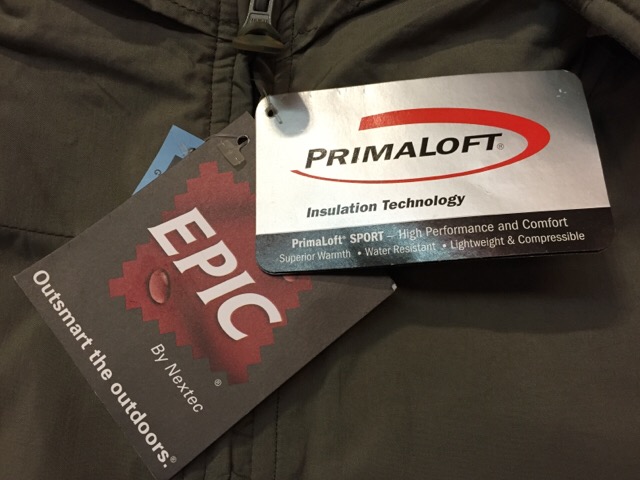 PRIMALOFT®
Insulation Technology
PrimaLoft® SPORT – High Performance and Comfort
Superior Warmth • Water Resistant • Lightweight & Compressible
EPIC
By Nextec®
Outsmart the outdoors.®